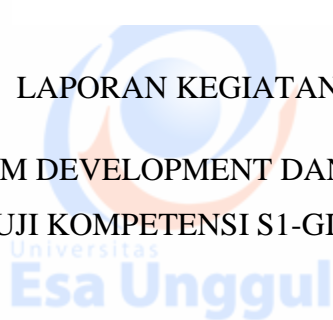 LAPORAN KEGIATAN
M DEVELOPMENT DAN
UJI KOMPETENSI S1-GI
Universitas
Esa Unggul